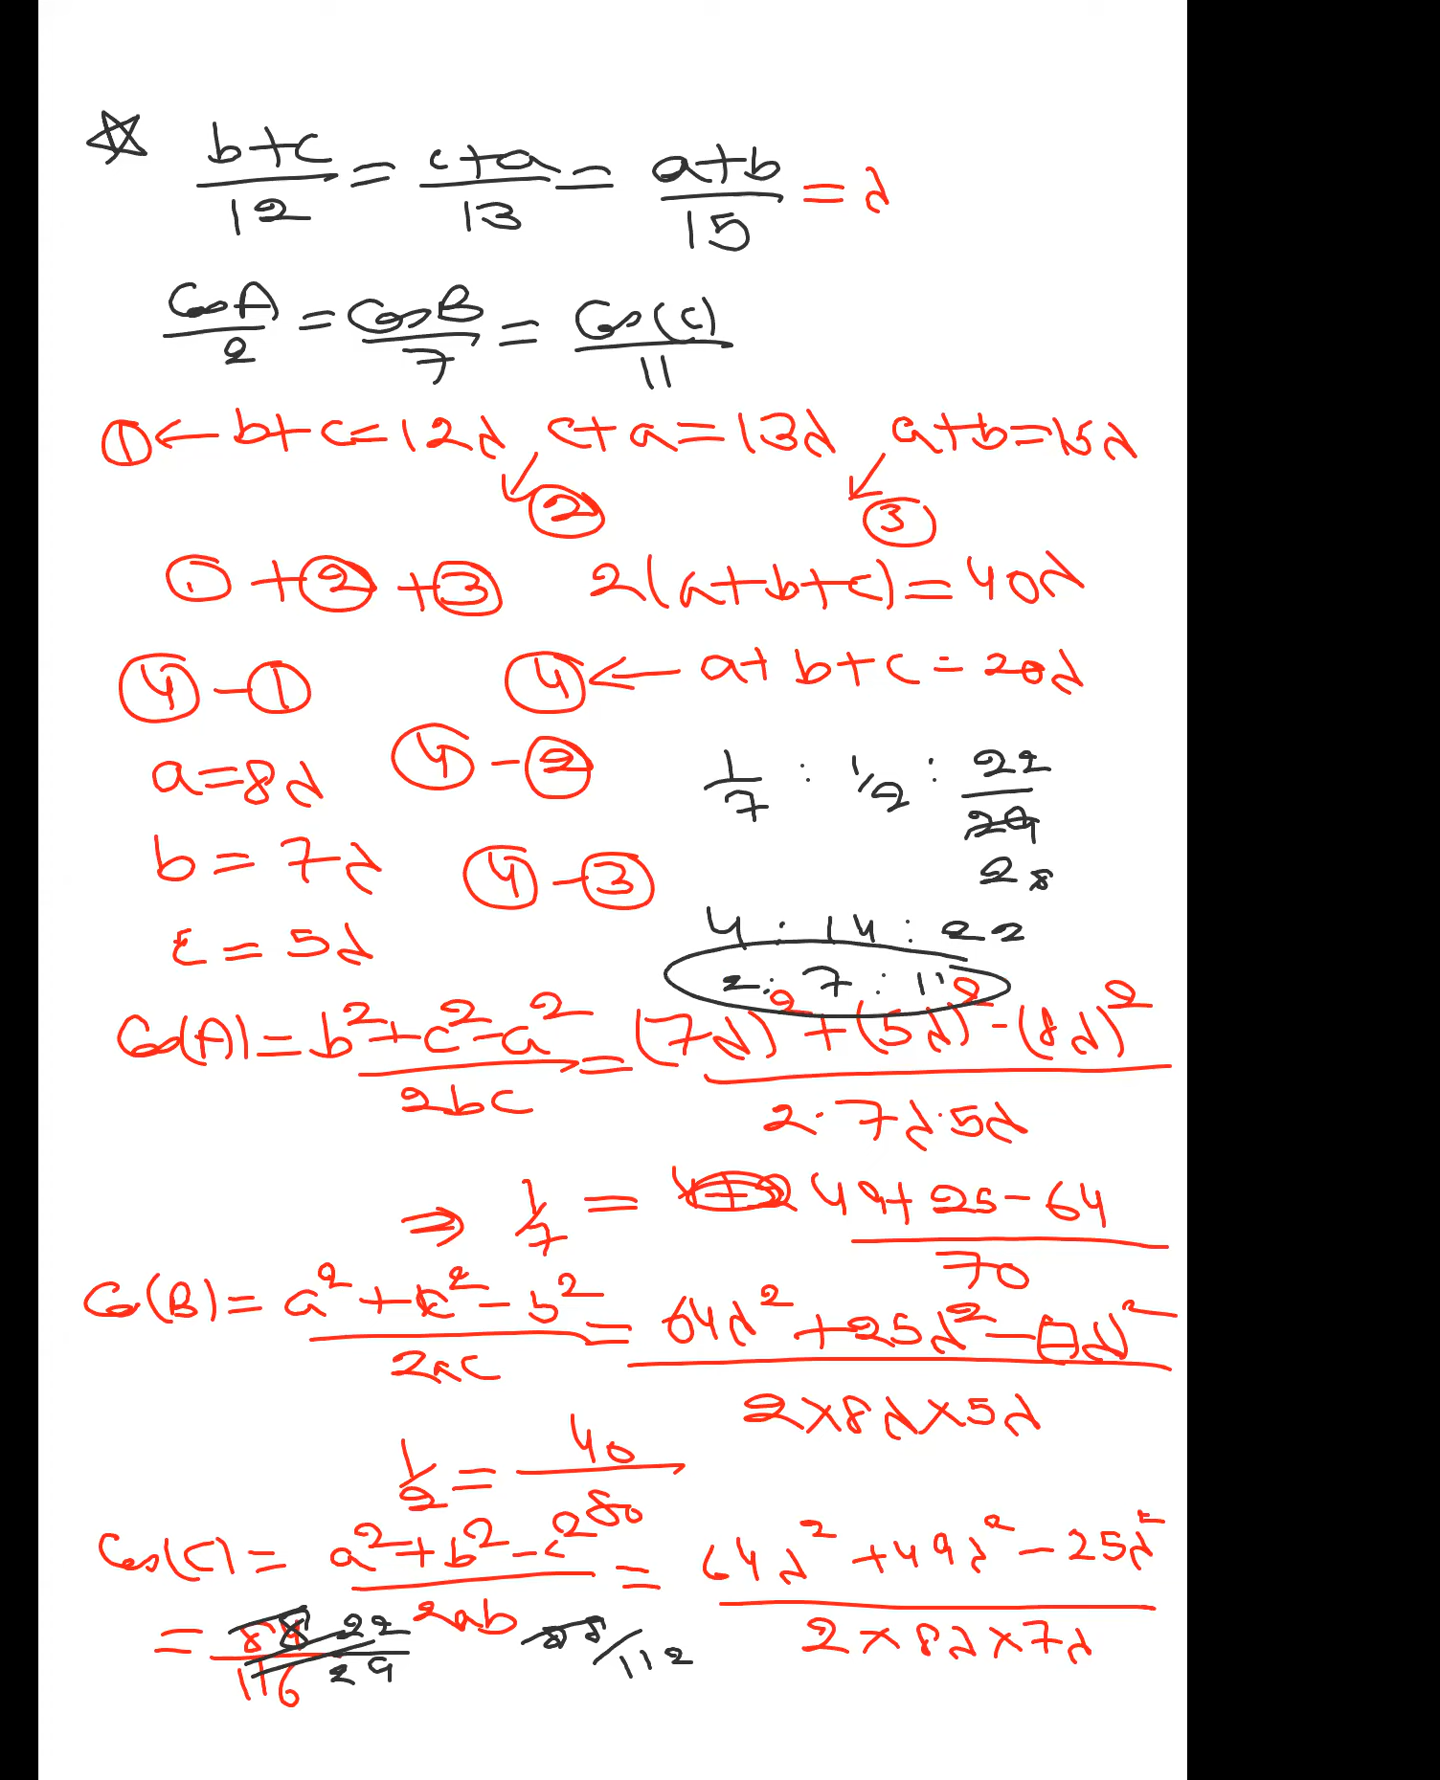 ☆ b+c/12 = c+a/13 = a+b/15 = λ
CosA/2 = CosB/7 = Cos(C)/11
① ← b+c=12λ, c+a=13λ a+b=15λ
② ③
①+②+③ 2(a+b+c)=40λ
④-① ④ ← a+b+c=20λ
a=8λ ④-② 1/7 : 1/2 : 22/29
b=7λ ④-③ 28
c=5λ 4 : 14 : 22
2 : 7 : 11
Cos(A) = b²+c²-a²/2bc = (7λ)²+(5λ)²-(8λ)²/2·7λ·5λ
⇒ 1/7 = 49+25-64/70
Cos(B) = a²+c²-b²/2ac = 64λ²+25λ²-λ²/2×8λ×5λ
1/2 = 40/80
Cos(C) = a²+b²-c²/2ab = 64λ²+49λ²-25λ²/2×8λ×7λ
= 88/116 22/29 88/112